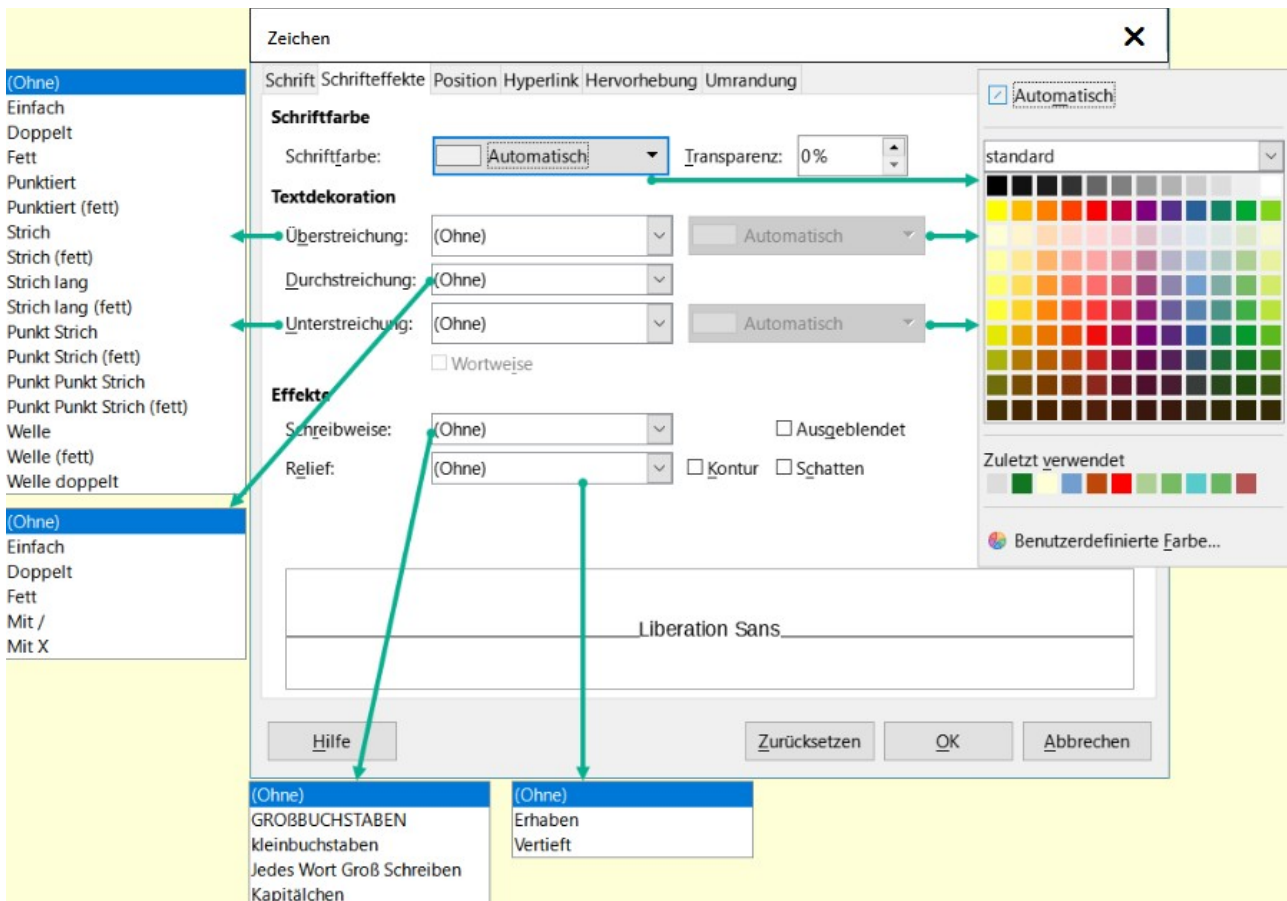 Zeichen
Schrift Schrifteffekte Position Hyperlink Hervorhebung Umrandung
Schriftfarbe
Schriftfarbe: Automatisch Transparenz: 0%
Textdekoration
Überstreichung: (Ohne) Automatisch
Durchstreichung: (Ohne)
Unterstreichung: (Ohne) Automatisch
Wortweise
Effekte
Schreibweise: (Ohne) Ausgeblendet
Relief: (Ohne) Kontur Schatten
Liberation Sans
Hilfe Zurücksetzen OK Abbrechen
(Ohne)
Einfach
Doppelt
Fett
Punktiert
Punktiert (fett)
Strich
Strich (fett)
Strich lang
Strich lang (fett)
Punkt Strich
Punkt Strich (fett)
Punkt Punkt Strich
Punkt Punkt Strich (fett)
Welle
Welle (fett)
Welle doppelt
(Ohne)
Einfach
Doppelt
Fett
Mit /
Mit X
(Ohne)
GROßBUCHSTABEN
kleinbuchstaben
Jedes Wort Groß Schreiben
Kapitälchen
(Ohne)
Erhaben
Vertieft
Automatisch
standard
Zuletzt verwendet
Benutzerdefinierte Farbe...